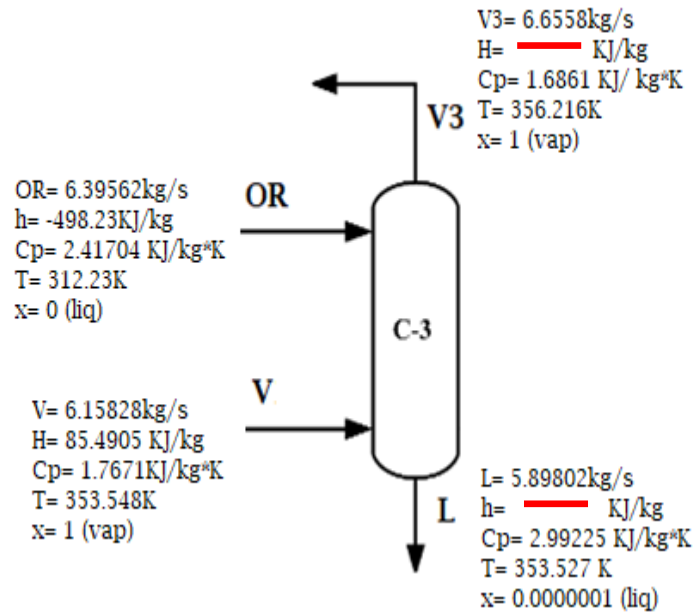 V3= 6.6558kg/s
H= KJ/kg
Cp= 1.6861 KJ/ kg*K
T= 356.216K
x= 1 (vap)
V3
OR= 6.39562kg/s
h= -498.23KJ/kg
Cp= 2.41704 KJ/kg*K
T= 312.23K
x= 0 (liq)
OR
C-3
V= 6.15828kg/s
H= 85.4905 KJ/kg
Cp= 1.7671KJ/kg*K
T= 353.548K
x= 1 (vap)
V
L= 5.89802kg/s
h= KJ/kg
Cp= 2.99225 KJ/kg*K
T= 353.527 K
x= 0.0000001 (liq)
L